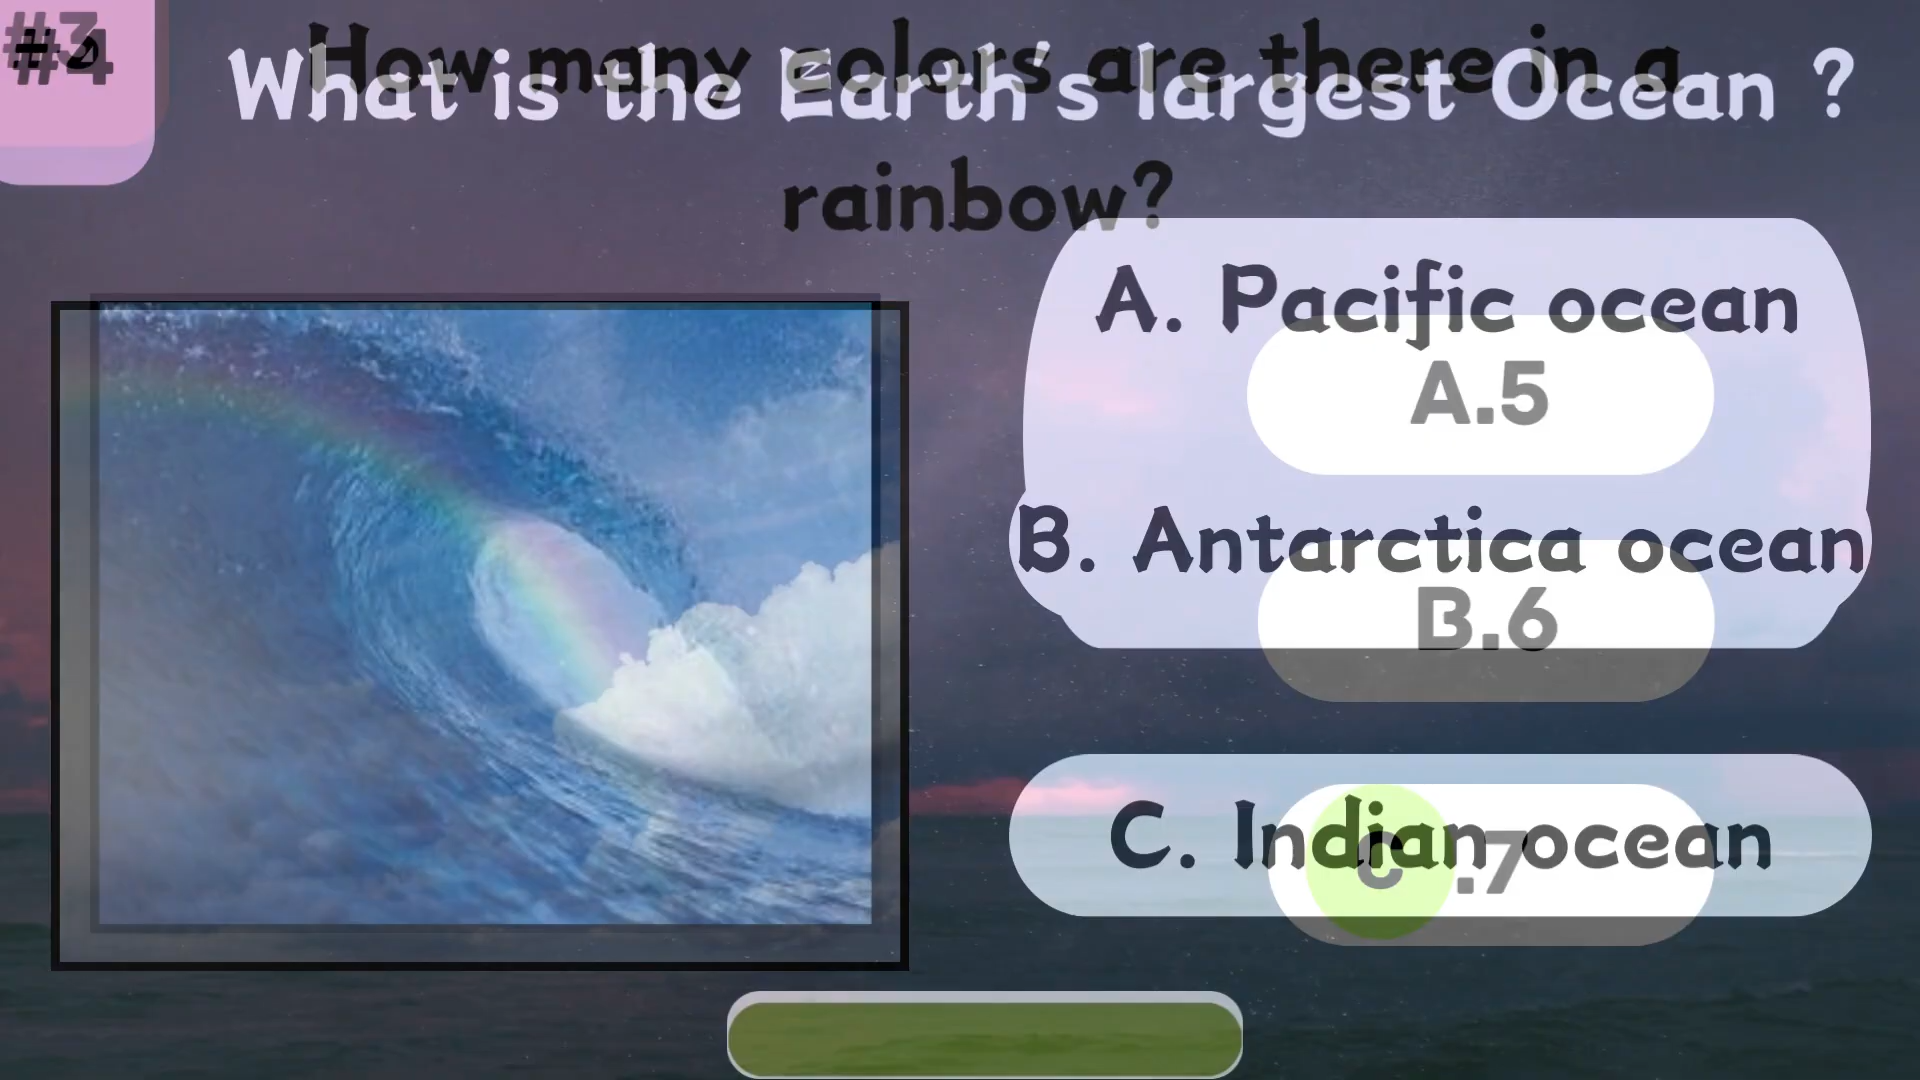 #3
#4
How many colors are there in a
rainbow?
What is the Earth's largest Ocean ?
A. Pacific ocean
A.5
B. Antarctica ocean
B.6
C. Indian ocean
C .7